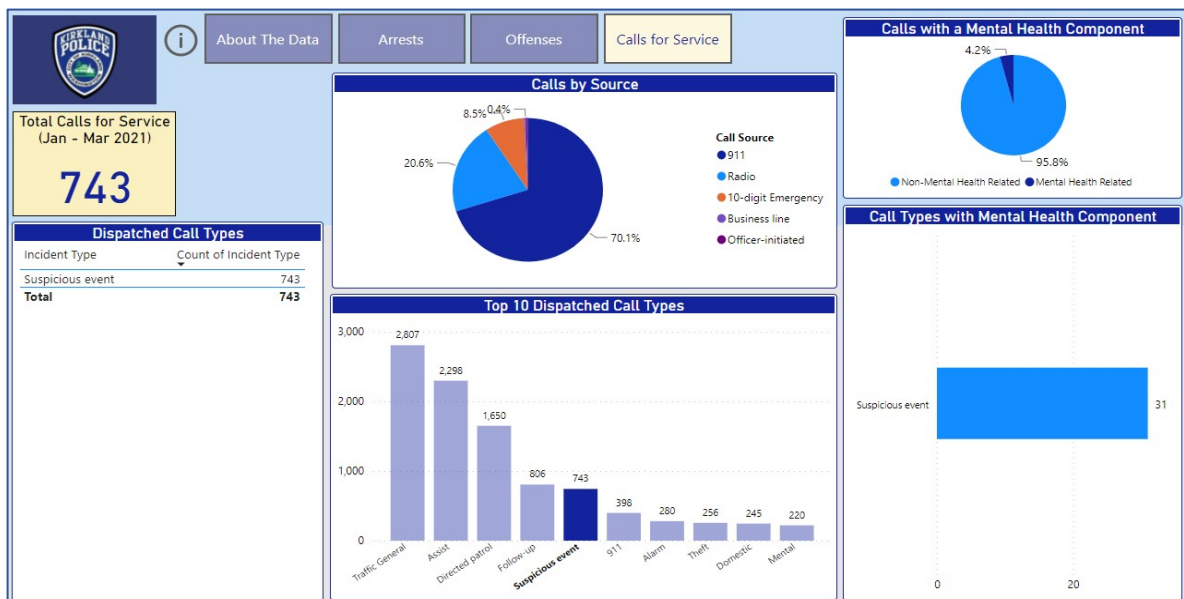 KIRKLAND
POLICE
i
About The Data
Arrests
Offenses
Calls for Service
Total Calls for Service
(Jan - Mar 2021)
743
Dispatched Call Types
Incident Type Count of Incident Type
Suspicious event 743
Total 743
Calls by Source
0.4%
8.5%
20.6%
70.1%
Call Source
911
Radio
10-digit Emergency
Business line
Officer-initiated
Top 10 Dispatched Call Types
3,000
2,000
1,000
0
2,807
2,298
1,650
806
743
398
280
256
245
220
Traffic General
Assist
Directed patrol
Follow-up
Suspicious event
911
Alarm
Theft
Domestic
Mental
Calls with a Mental Health Component
4.2%
95.8%
Non-Mental Health Related Mental Health Related
Call Types with Mental Health Component
Suspicious event
31
0 20